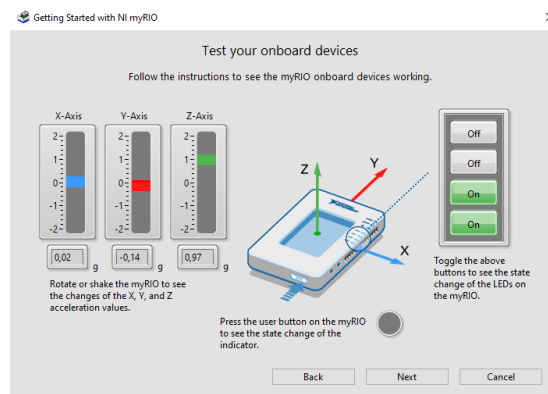 Getting Started with NI myRIO
Test your onboard devices
Follow the instructions to see the myRIO onboard devices working.
X-Axis Y-Axis Z-Axis
2 2 2
1 1 1
0 0 0
-1 -1 -1
-2 -2 -2
0,02 g -0,14 g 0,97 g
Rotate or shake the myRIO to see
the changes of the X, Y, and Z
acceleration values.
Z
Y
X
Press the user button on the myRIO
to see the state change of the
indicator.
Off
Off
On
On
Toggle the above
buttons to see the state
change of the LEDs on
the myRIO.
Back Next Cancel